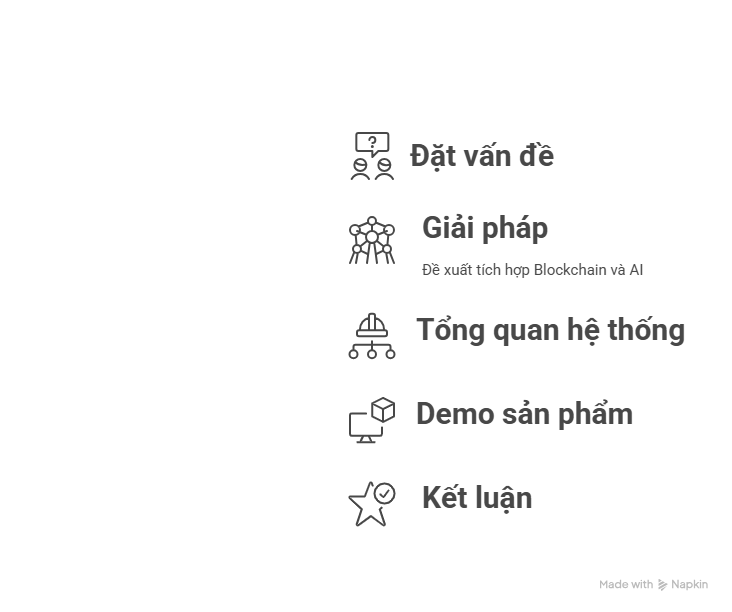 ?
Đặt vấn đề
Giải pháp
Đề xuất tích hợp Blockchain và AI
Tổng quan hệ thống
Demo sản phẩm
Kết luận
Made with Napkin